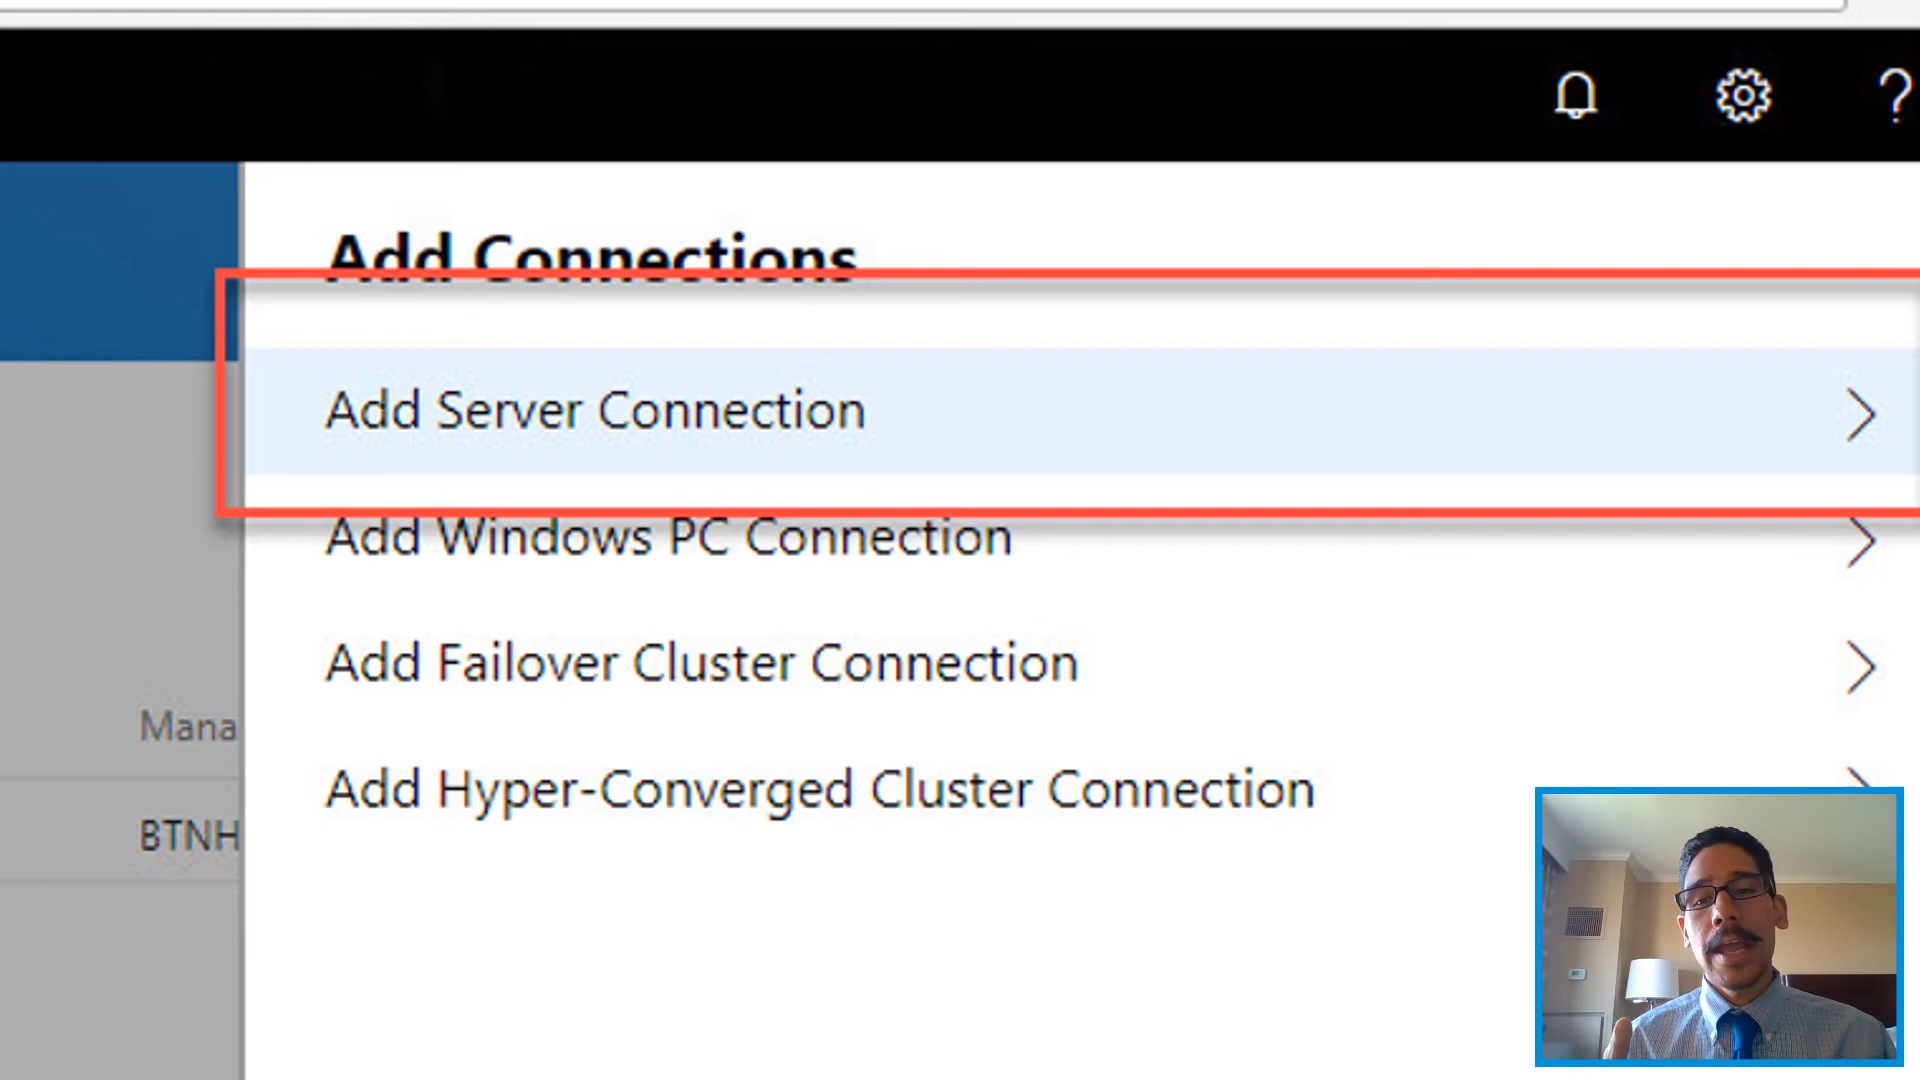 Add Connections
Add Server Connection
Add Windows PC Connection
Add Failover Cluster Connection
Mana
Add Hyper-Converged Cluster Connection
BTNH